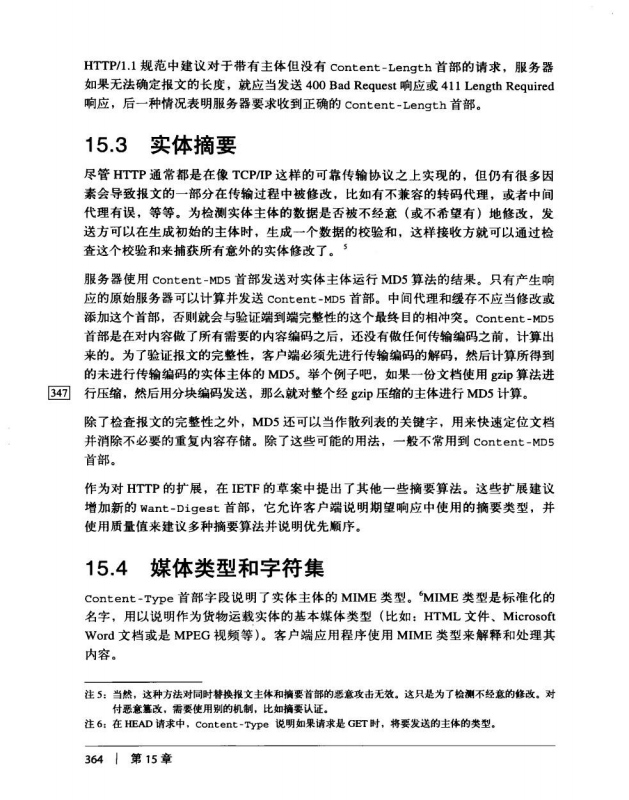 HTTP/1.1 规范中建议对于带有主体但没有 Content-Length 首部的请求，服务器
如果无法确定报文的长度，就应当发送 400 Bad Request 响应或 411 Length Required
响应，后一种情况表明服务器要求收到正确的 Content-Length 首部。
15.3 实体摘要
尽管 HTTP 通常都是在像 TCP/IP 这样的可靠传输协议之上实现的，但仍有很多因
素会导致报文的一部分在传输过程中被修改，比如有不兼容的转码代理，或者中间
代理有误，等等。为检测实体主体的数据是否被不经意（或不希望有）地修改，发
送方可以在生成初始的主体时，生成一个数据的校验和，这样接收方就可以通过检
查这个校验和来捕获所有意外的实体修改了。5
服务器使用 Content-MD5 首部发送对实体主体运行 MD5 算法的结果。只有产生响
应的原始服务器可以计算并发送 Content-MD5 首部。中间代理和缓存不应当修改或
添加这个首部，否则就会与验证端到端完整性的这个最终目的相冲突。Content-MD5
首部是在对内容做了所有需要的内容编码之后，还没有做任何传输编码之前，计算出
来的。为了验证报文的完整性，客户端必须先进行传输编码的解码，然后计算所得到
的未进行传输编码的实体主体的 MD5。举个例子吧，如果一份文档使用 gzip 算法进
347 行压缩，然后用分块编码发送，那么就对整个经 gzip 压缩的主体进行 MD5 计算。
除了检查报文的完整性之外，MD5 还可以当作散列表的关键字，用来快速定位文档
并消除不必要的重复内容存储。除了这些可能的用法，一般不常用到 Content-MD5
首部。
作为对 HTTP 的扩展，在 IETF 的草案中提出了其他一些摘要算法。这些扩展建议
增加新的 Want-Digest 首部，它允许客户端说明期望响应中使用的摘要类型，并
使用质量值来建议多种摘要算法并说明优先顺序。
15.4 媒体类型和字符集
Content-Type 首部字段说明了实体主体的 MIME 类型。6MIME 类型是标准化的
名字，用以说明作为货物运载实体的基本媒体类型（比如：HTML 文件、Microsoft
Word 文档或是 MPEG 视频等）。客户端应用程序使用 MIME 类型来解释和处理其
内容。
注 5：当然，这种方法对同时替换报文主体和摘要首部的恶意攻击无效。这只是为了检测不经意的修改。对
付恶意篡改，需要使用别的机制，比如摘要认证。
注 6：在 HEAD 请求中，Content-Type 说明如果请求是 GET 时，将要发送的主体的类型。
364 | 第 15 章